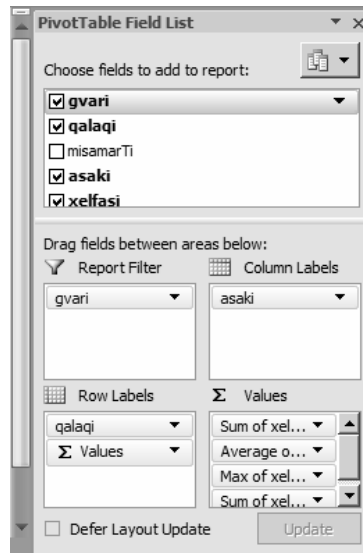 PivotTable Field List
Choose fields to add to report:
gvari
qalaqi
misamarTi
asaki
xelfasi
Drag fields between areas below:
Report Filter
Column Labels
gvari
asaki
Row Labels
Σ Values
qalaqi
Σ Values
Sum of xel...
Average o...
Max of xel...
Sum of xel...
Defer Layout Update
Update